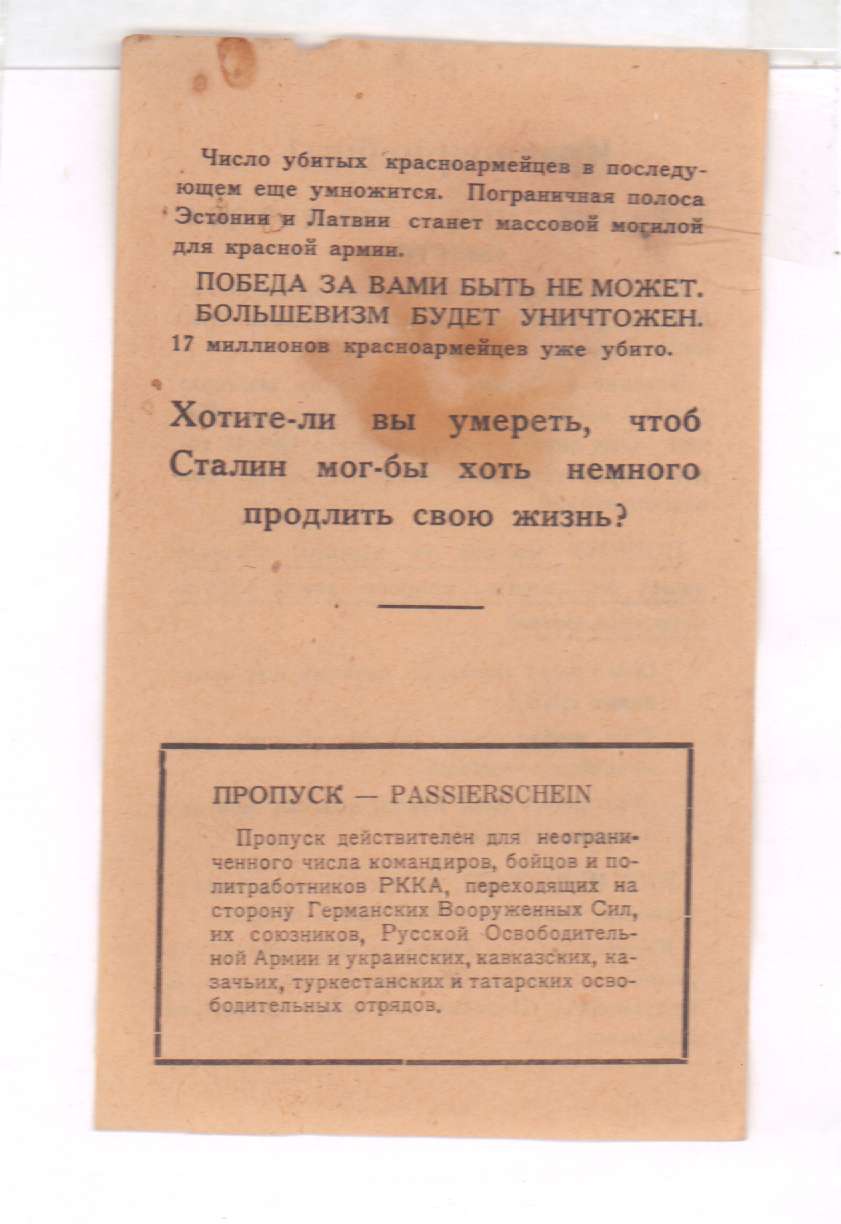 Число убитых красноармейцев в последу-
ющем еще умножится. Пограничная полоса
Эстонии и Латвии станет массовой могилой
для красной армии.
ПОБЕДА ЗА ВАМИ БЫТЬ НЕ МОЖЕТ.
БОЛЬШЕВИЗМ БУДЕТ УНИЧТОЖЕН.
17 миллионов красноармейцев уже убито.
Хотите-ли вы умереть, чтоб
Сталин мог-бы хоть немного
продлить свою жизнь?
ПРОПУСК — PASSIERSCHEIN
Пропуск действителен для неограни-
ченного числа командиров, бойцов и по-
литработников РККА, переходящих на
сторону Германских Вооруженных Сил,
их союзников, Русской Освободитель-
ной Армии и украинских, кавказских, ка-
зачьих, туркестанских и татарских осво-
бодительных отрядов.